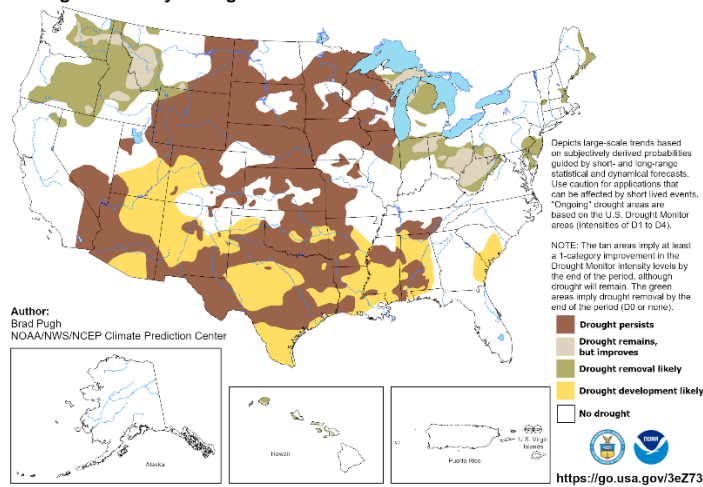 Depicts large-scale trends based
on subjectively derived probabilities
guided by short- and long-range
statistical and dynamical forecasts.
Use caution for applications that
can be affected by short lived events.
"Ongoing" drought areas are
based on the U.S. Drought Monitor
areas (intensities of D1 to D4).
NOTE: The tan areas imply at least
a 1-category improvement in the
Drought Monitor intensity levels by
the end of the period, although
drought will remain. The green
areas imply drought removal by the
end of the period (D0 or none).
Author:
Brad Pugh
NOAA/NWS/NCEP Climate Prediction Center
Drought persists
Drought remains,
but improves
Drought removal likely
Drought development likely
No drought
Alaska
Hawaii
Puerto Rico
U.S. Virgin
Islands
NOAA
https://go.usa.gov/3eZ73